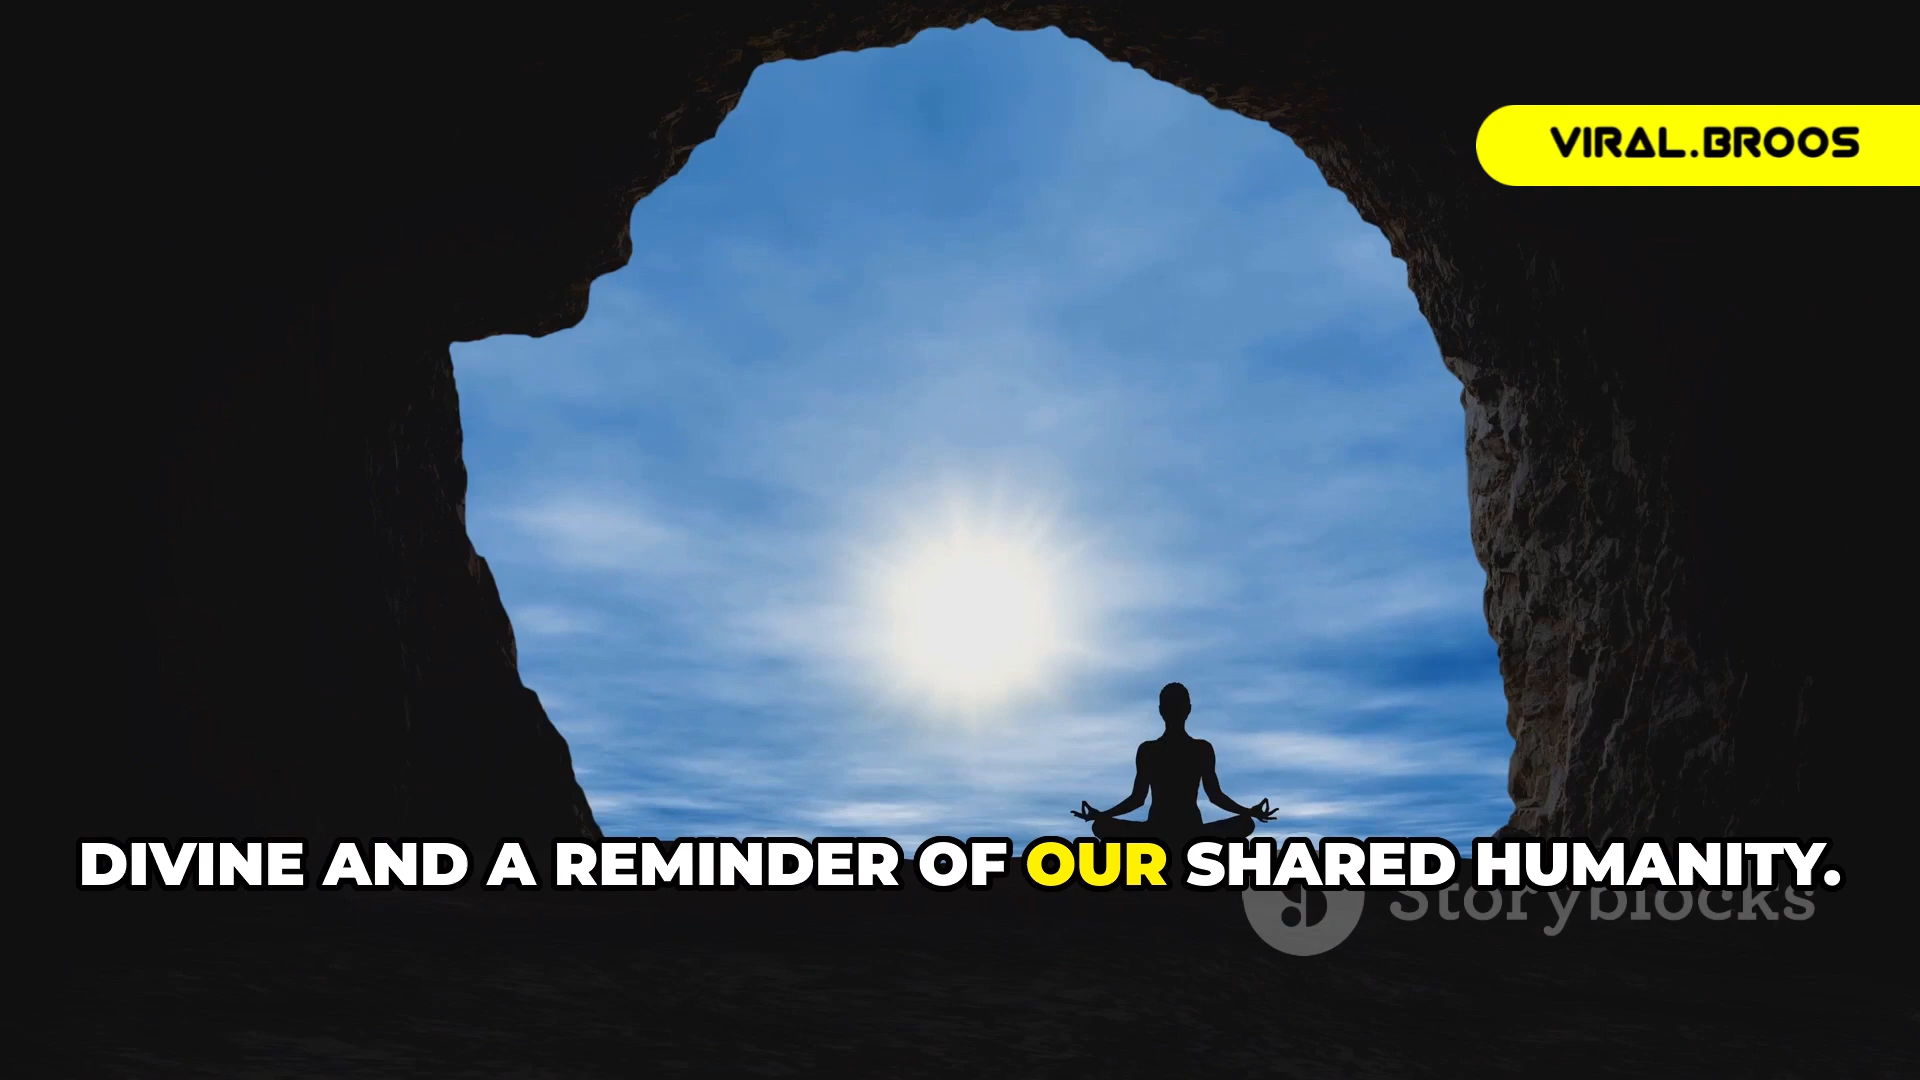 VIRAL.BROOS
DIVINE AND A REMINDER OF OUR SHARED HUMANITY.
Storyblocks